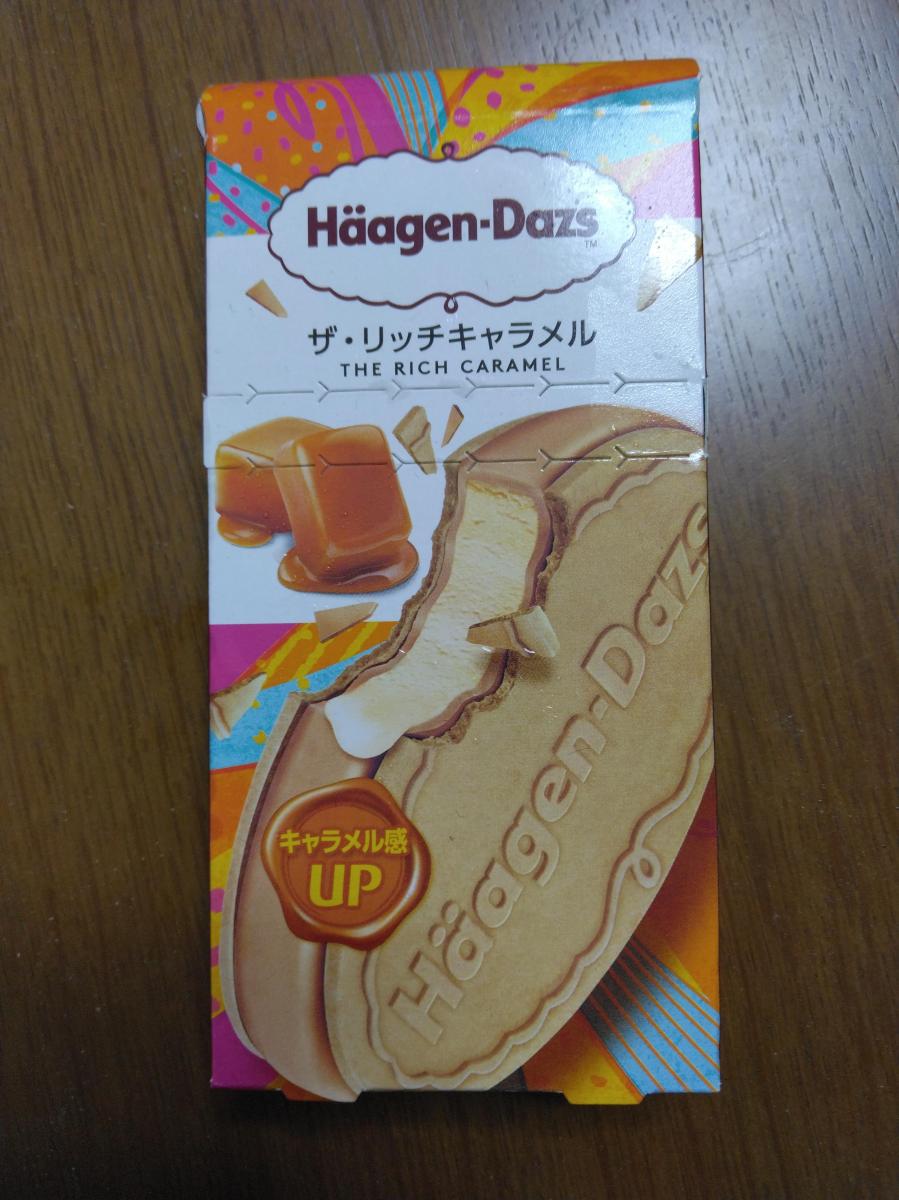 Häagen-Dazs
TM
ザ・リッチキャラメル
THE RICH CARAMEL
Häagen-Dazs
キャラメル感
UP